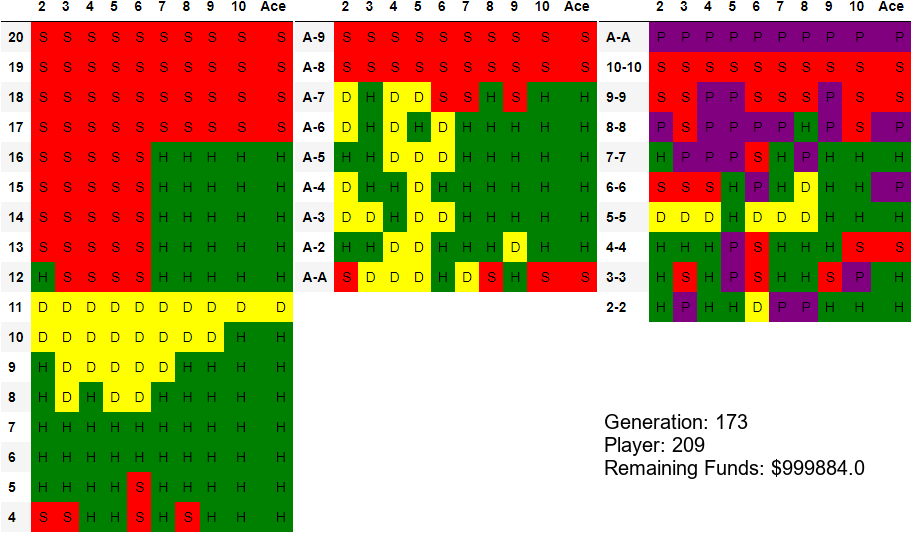 2 3 4 5 6 7 8 9 10 Ace
20 S S S S S S S S S S
19 S S S S S S S S S S
18 S S S S S S S S S S
17 S S S S S S S S S S
16 S S S S S H H H H H
15 S S S S S H H H H H
14 S S S S S H H H H H
13 S S S S S H H H H H
12 H S S S S H H H H H
11 D D D D D D D D D D
10 D D D D D D D D H H
9 H D D D D D H H H H
8 H D H D D H H H H H
7 H H H H H H H H H H
6 H H H H H H H H H H
5 H H H H S H H H H H
4 S S H H S H S H H H
2 3 4 5 6 7 8 9 10 Ace
A-9 S S S S S S S S S S
A-8 S S S S S S S S S S
A-7 D H D D S S H S H H
A-6 D H D H D H H H H H
A-5 H H D D D H H H H H
A-4 D H H D H H H H H H
A-3 D D H D D H H H H H
A-2 H H D D H H H D H H
A-A S D D D H D S H S S
2 3 4 5 6 7 8 9 10 Ace
A-A P P P P P P P P P P
10-10 S S S S S S S S S S
9-9 S S P P S S S P S S
8-8 P S P P P P H P S P
7-7 H P P P S H P H H H
6-6 S S S H P H D H H P
5-5 D D D H D D D H H H
4-4 H H H P S H H H S S
3-3 H S H P S H H S P H
2-2 H P H H D P P H H H
Generation: 173
Player: 209
Remaining Funds: $999884.0